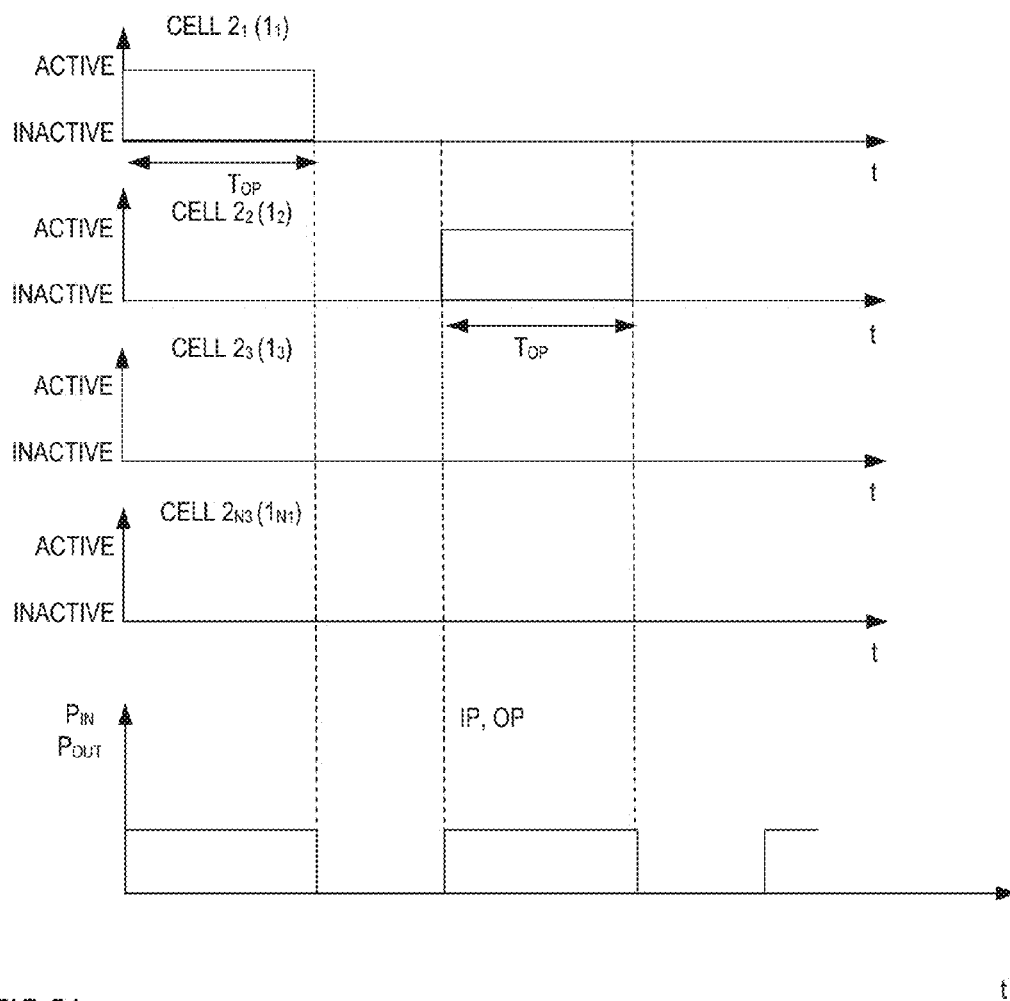 CELL 2₁ (1₁)
ACTIVE
INACTIVE
t
T_OP
CELL 2₂ (1₂)
ACTIVE
INACTIVE
t
T_OP
CELL 2₃ (1₃)
ACTIVE
INACTIVE
t
CELL 2_N3 (1_N1)
ACTIVE
INACTIVE
t
P_IN
P_OUT
IP, OP
t